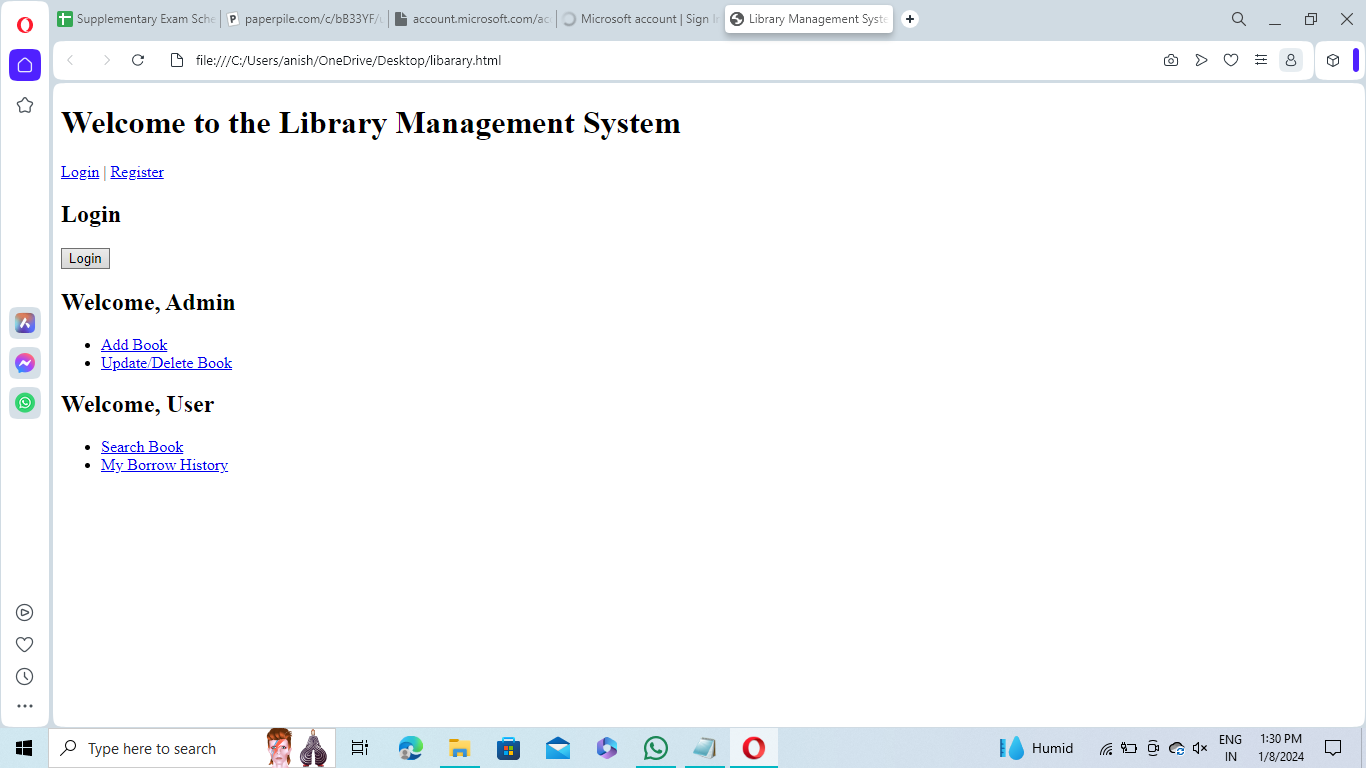 Supplementary Exam Sche
paperpile.com/c/bB33YF/
account.microsoft.com/ac
Microsoft account | Sign I
Library Management Syste
file:///C:/Users/anish/OneDrive/Desktop/libarary.html
Welcome to the Library Management System
Login | Register
Login
Login
Welcome, Admin
Add Book
Update/Delete Book
Welcome, User
Search Book
My Borrow History
Type here to search
Humid
ENG
IN
1:30 PM
1/8/2024